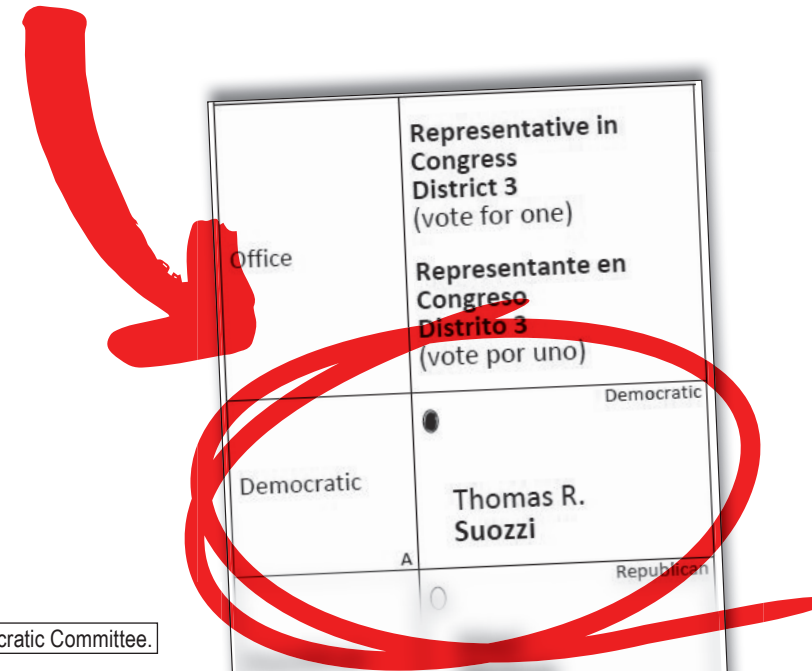 Representative in
Congress
District 3
(vote for one)
Office
Representante en
Congreso
Distrito 3
(vote por uno)
Democratic
Democratic
Thomas R.
Suozzi
A
Republican
cratic Committee.